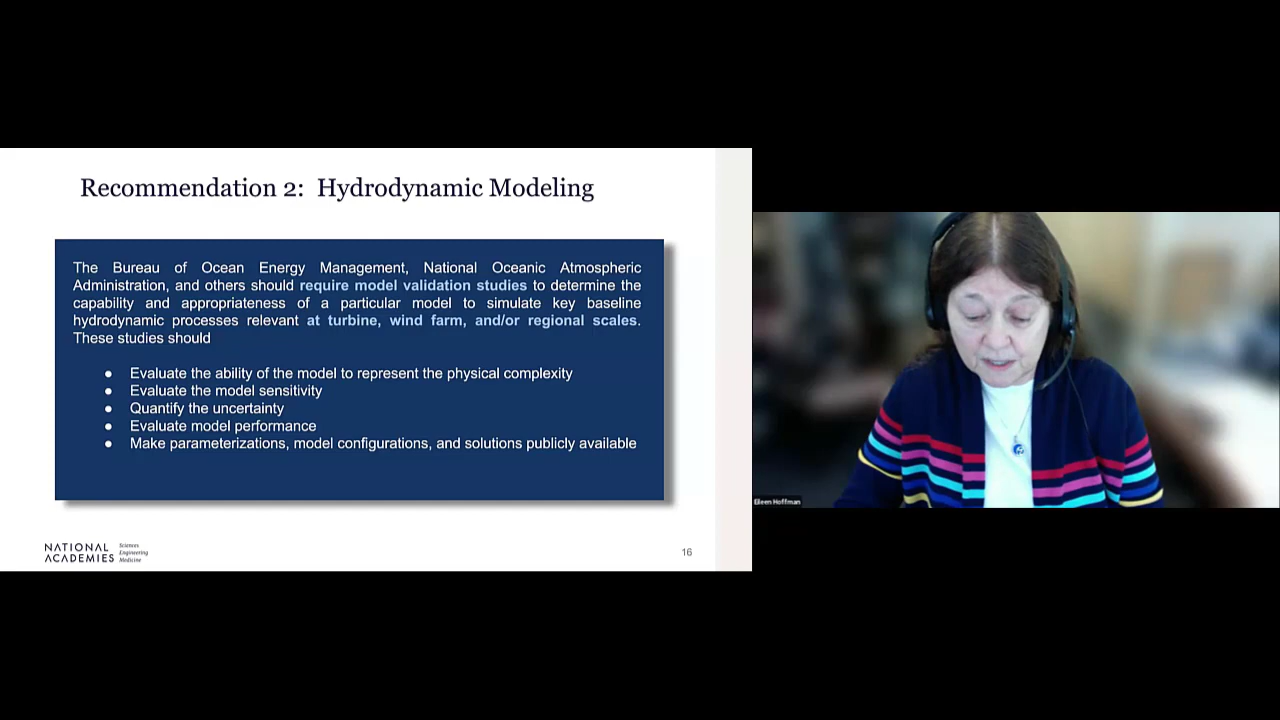 Recommendation 2: Hydrodynamic Modeling
The Bureau of Ocean Energy Management, National Oceanic Atmospheric
Administration, and others should require model validation studies to determine the
capability and appropriateness of a particular model to simulate key baseline
hydrodynamic processes relevant at turbine, wind farm, and/or regional scales.
These studies should
● Evaluate the ability of the model to represent the physical complexity
● Evaluate the model sensitivity
● Quantify the uncertainty
● Evaluate model performance
● Make parameterizations, model configurations, and solutions publicly available
NATIONAL ACADEMIES
Sciences
Engineering
Medicine
16
Eileen Hoffman